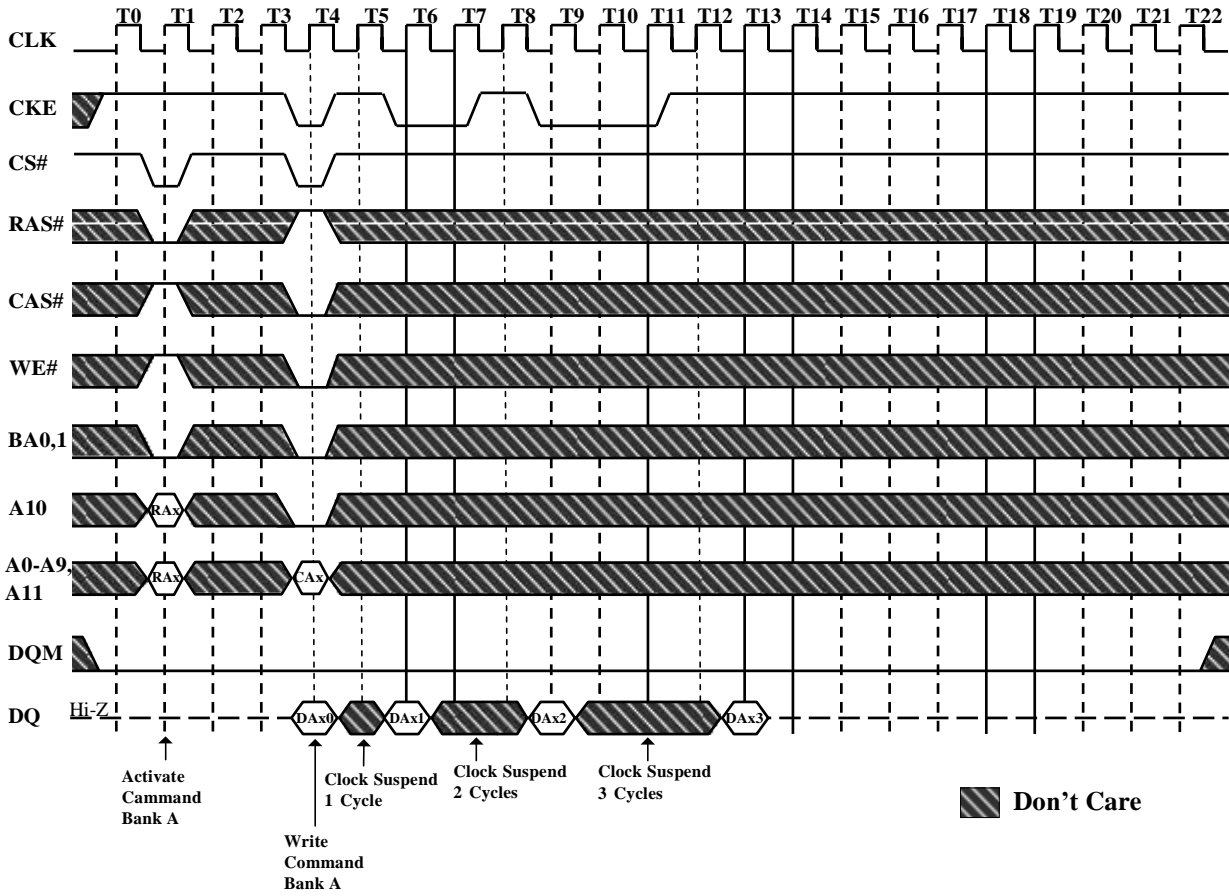 T0 T1 T2 T3 T4 T5 T6 T7 T8 T9 T10 T11 T12 T13 T14 T15 T16 T17 T18 T19 T20 T21 T22
CLK
CKE
CS#
RAS#
CAS#
WE#
BA0,1
A10
RAx
A0-A9,
A11
RAx
CAx
DQM
DQ
Hi-Z
DAx0
DAx1
DAx2
DAx3
Activate
Cammand
Bank A
Clock Suspend
1 Cycle
Clock Suspend
2 Cycles
Clock Suspend
3 Cycles
Write
Command
Bank A
Don't Care